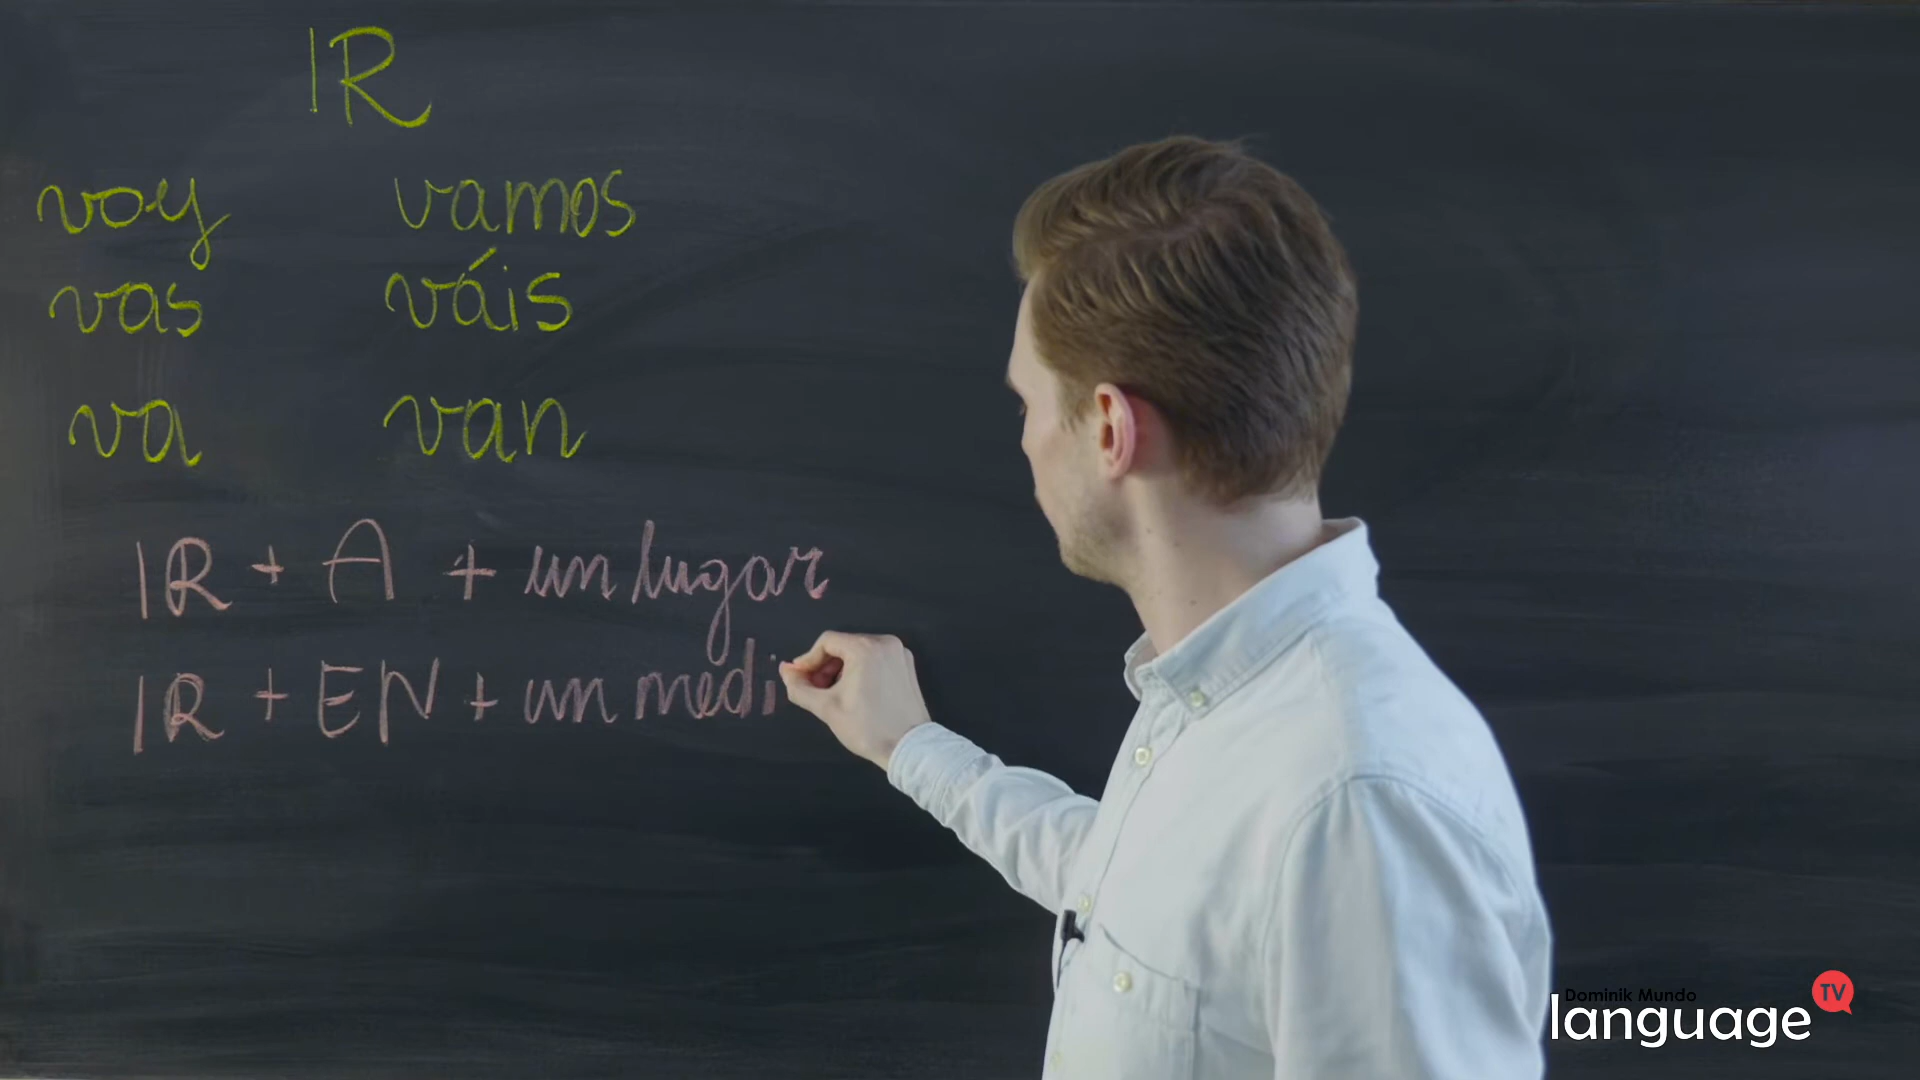 IR
voy vamos
vas váis
va van
IR + A + un lugar
IR + EN + un medi
Dominik Mundo
language TV